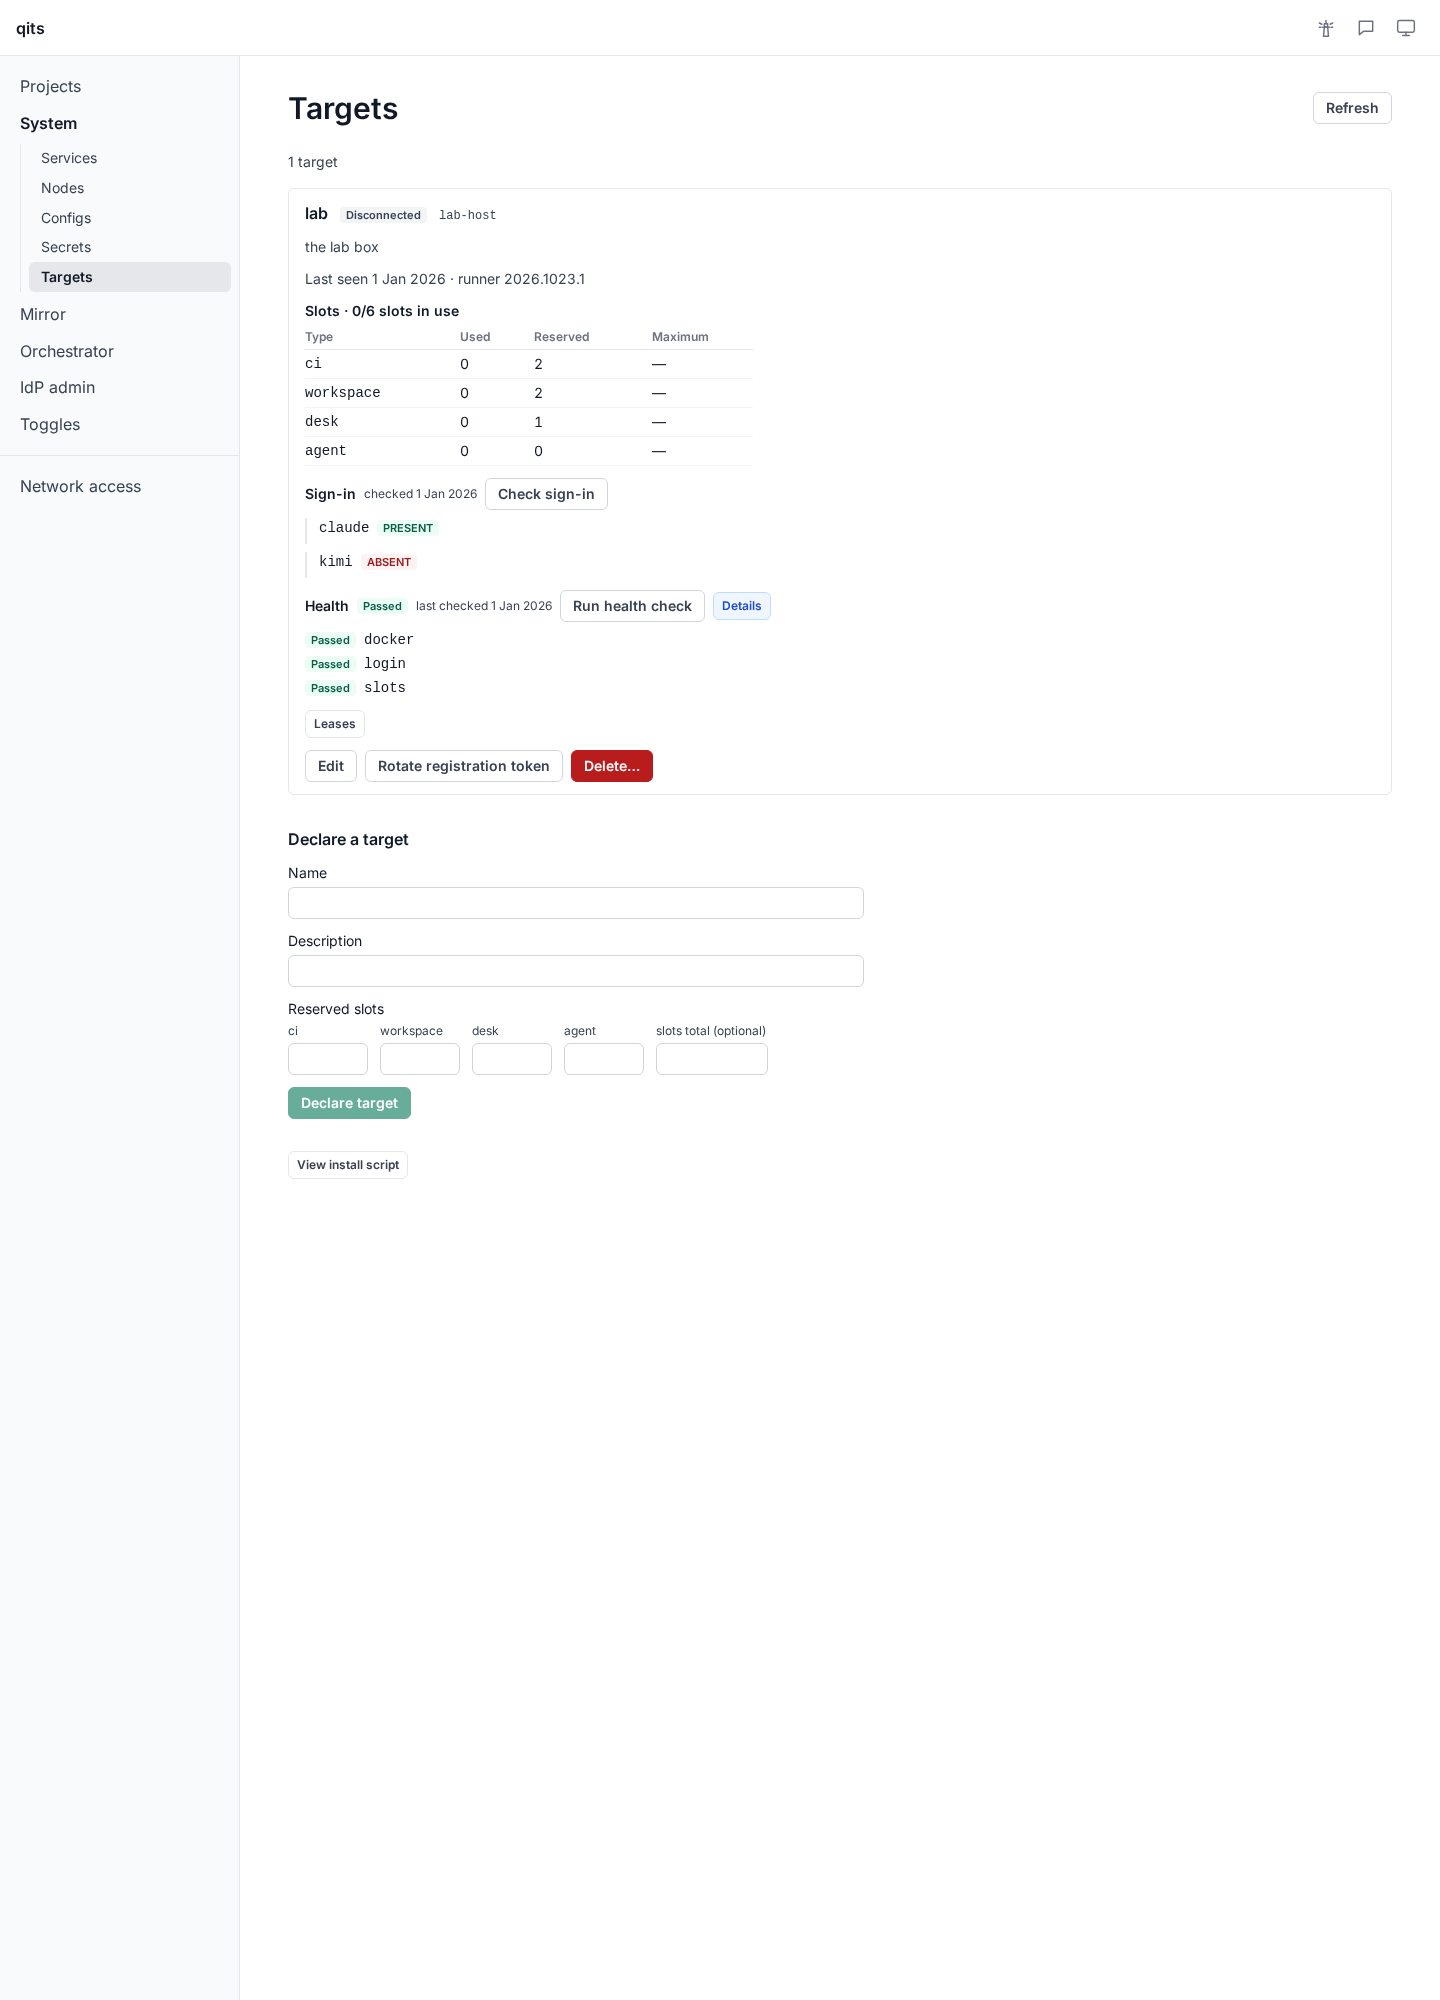 qits
Projects
System
Services
Nodes
Configs
Secrets
Targets
Mirror
Orchestrator
IdP admin
Toggles
Network access
Targets
Refresh
1 target
lab Disconnected lab-host
the lab box
Last seen 1 Jan 2026 · runner 2026.1023.1
Slots · 0/6 slots in use
Type Used Reserved Maximum
ci 0 2 —
workspace 0 2 —
desk 0 1 —
agent 0 0 —
Sign-in checked 1 Jan 2026 Check sign-in
claude PRESENT
kimi ABSENT
Health Passed last checked 1 Jan 2026 Run health check Details
Passed docker
Passed login
Passed slots
Leases
Edit Rotate registration token Delete...
Declare a target
Name
Description
Reserved slots
ci workspace desk agent slots total (optional)
Declare target
View install script